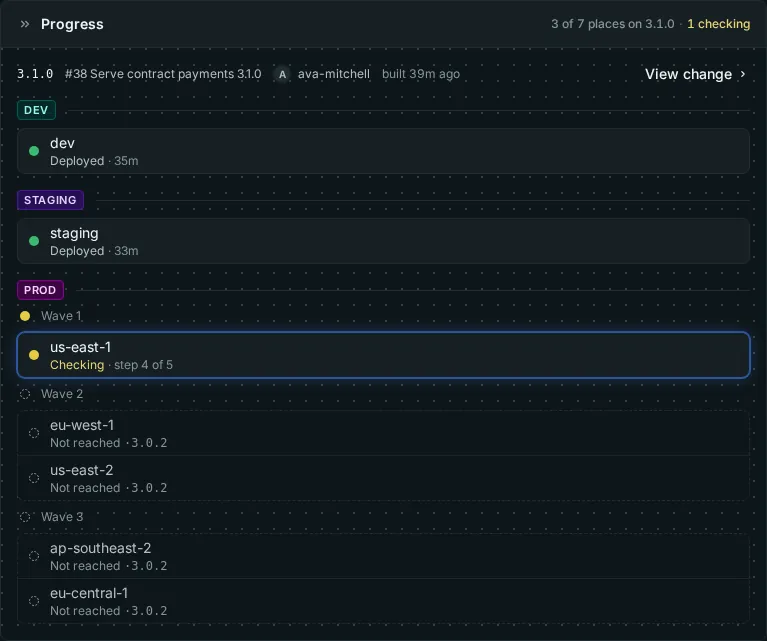 Progress
3 of 7 places on 3.1.0 · 1 checking
3.1.0 #38 Serve contract payments 3.1.0 A ava-mitchell built 39m ago View change ›
DEV
dev
Deployed · 35m
STAGING
staging
Deployed · 33m
PROD
Wave 1
us-east-1
Checking · step 4 of 5
Wave 2
eu-west-1
Not reached ·3.0.2
us-east-2
Not reached ·3.0.2
Wave 3
ap-southeast-2
Not reached ·3.0.2
eu-central-1
Not reached ·3.0.2